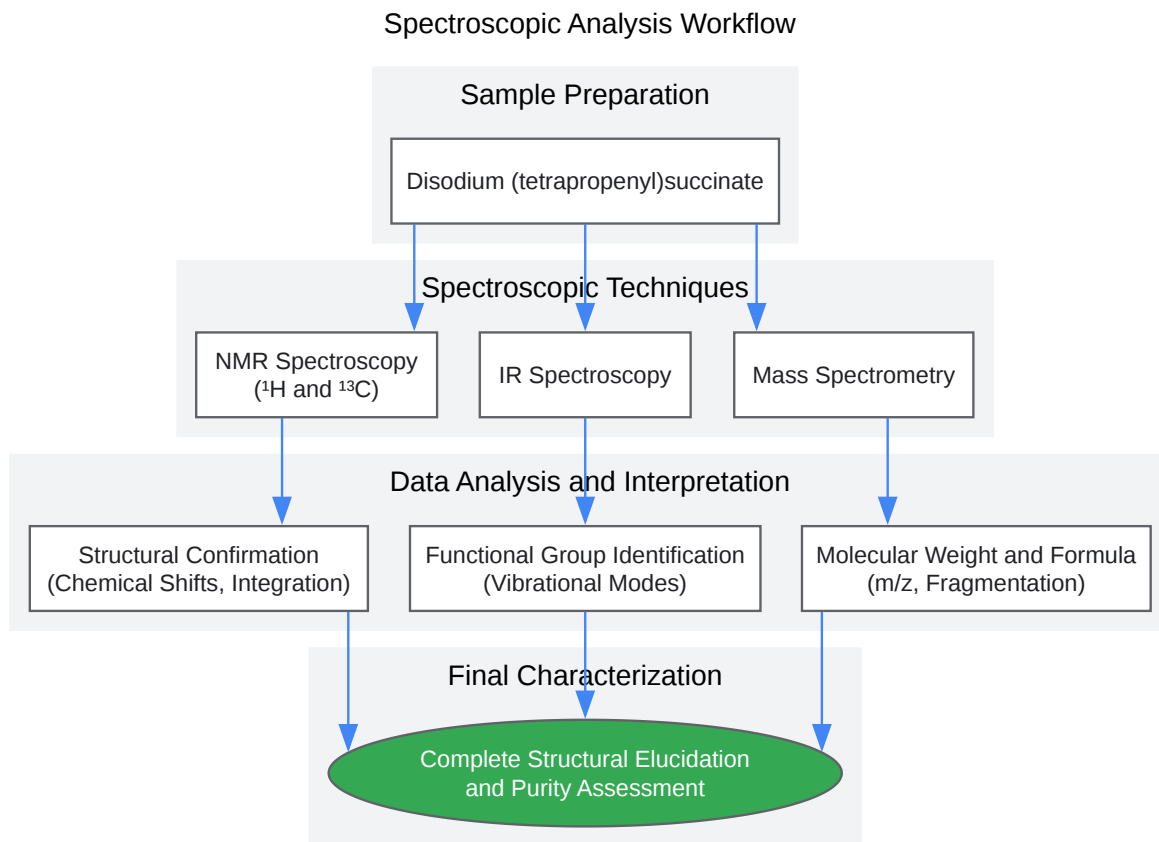 Spectroscopic Analysis Workflow
Sample Preparation
Disodium (tetrapropenyl)succinate
Spectroscopic Techniques
NMR Spectroscopy
(¹H and ¹³C)
IR Spectroscopy
Mass Spectrometry
Data Analysis and Interpretation
Structural Confirmation
(Chemical Shifts, Integration)
Functional Group Identification
(Vibrational Modes)
Molecular Weight and Formula
(m/z, Fragmentation)
Final Characterization
Complete Structural Elucidation
and Purity Assessment